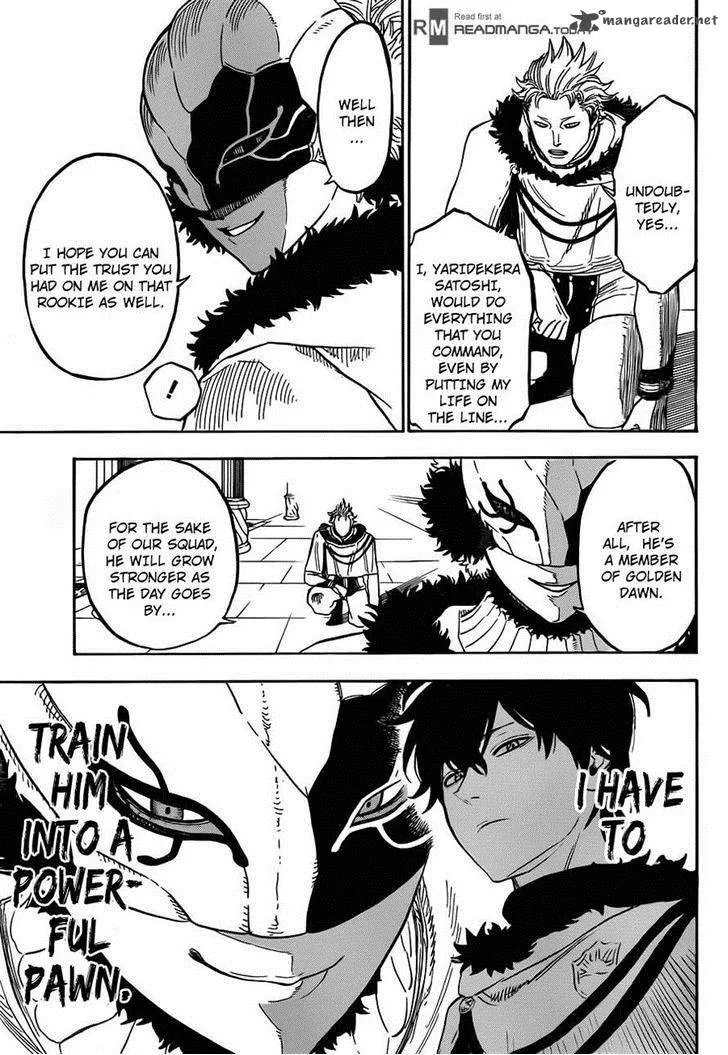 RM
Read first at
READMANGA.TODAY
mangareader.net
UNDOUB-
TEDLY,
YES...
I, YARIDEKERA
SATOSHI,
WOULD DO
EVERYTHING
THAT YOU
COMMAND,
EVEN BY
PUTTING MY
LIFE ON
THE LINE...
WELL
THEN
...
I HOPE YOU CAN
PUT THE TRUST YOU
HAD ON ME ON THAT
ROOKIE AS WELL.
!
AFTER
ALL, HE'S
A MEMBER
OF GOLDEN
DAWN.
FOR THE SAKE
OF OUR SQUAD,
HE WILL GROW
STRONGER AS
THE DAY GOES
BY...
I HAVE
TO
TRAIN
HIM
INTO A
POWER-
FUL
PAWN.